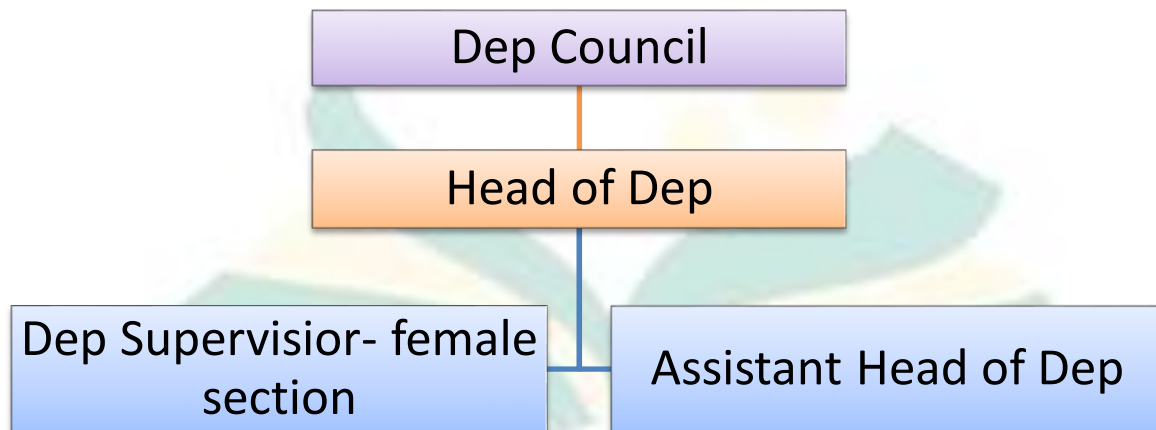 Dep Council
Head of Dep
Dep Supervisior- female
section
Assistant Head of Dep